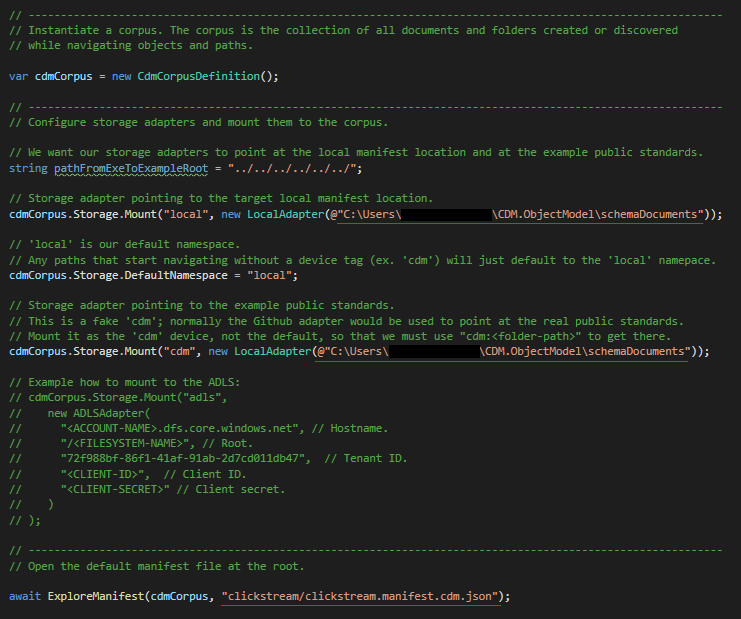 // -----------------------------------------------------------------------------------------------------------
// Instantiate a corpus. The corpus is the collection of all documents and folders created or discovered
// while navigating objects and paths.
var cdmCorpus = new CdmCorpusDefinition();
// -----------------------------------------------------------------------------------------------------------
// Configure storage adapters and mount them to the corpus.
// We want our storage adapters to point at the local manifest location and at the example public standards.
string pathFromExeToExampleRoot = "../../../../../../";
// Storage adapter pointing to the target local manifest location.
cdmCorpus.Storage.Mount("local", new LocalAdapter(@"C:\Users\ \CDM.ObjectModel\schemaDocuments"));
// 'local' is our default namespace.
// Any paths that start navigating without a device tag (ex. 'cdm') will just default to the 'local' namepace.
cdmCorpus.Storage.DefaultNamespace = "local";
// Storage adapter pointing to the example public standards.
// This is a fake 'cdm'; normally the Github adapter would be used to point at the real public standards.
// Mount it as the 'cdm' device, not the default, so that we must use "cdm:<folder-path>" to get there.
cdmCorpus.Storage.Mount("cdm", new LocalAdapter(@"C:\Users\ \CDM.ObjectModel\schemaDocuments"));
// Example how to mount to the ADLS:
// cdmCorpus.Storage.Mount("adls",
//    new ADLSAdapter(
//      "<ACCOUNT-NAME>.dfs.core.windows.net", // Hostname.
//      "/<FILESYSTEM-NAME>", // Root.
//      "72f988bf-86f1-41af-91ab-2d7cd011db47",  // Tenant ID.
//      "<CLIENT-ID>",  // Client ID.
//      "<CLIENT-SECRET>" // Client secret.
//    )
// );
// -----------------------------------------------------------------------------------------------------------
// Open the default manifest file at the root.
await ExploreManifest(cdmCorpus, "clickstream/clickstream.manifest.cdm.json");